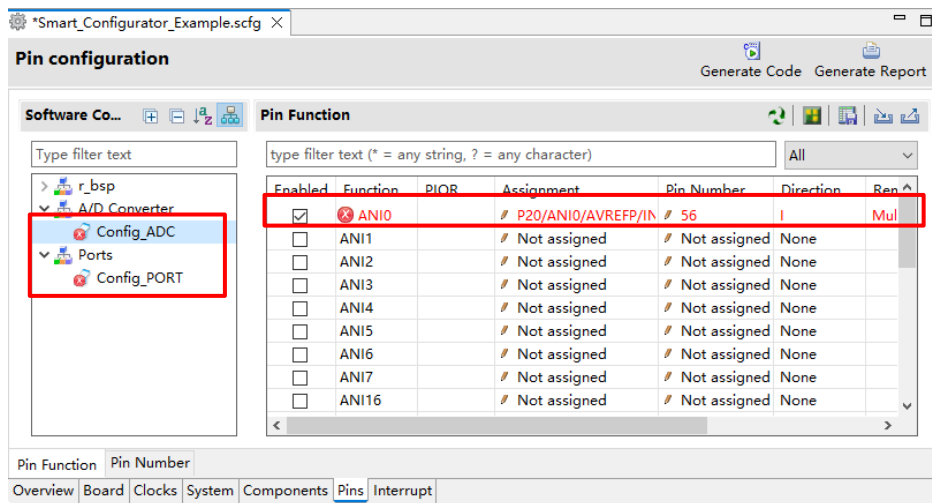 *Smart_Configurator_Example.scfg
Pin configuration
Generate Code Generate Report
Software Co...
Pin Function
Type filter text
type filter text (* = any string, ? = any character)
All
r_bsp
A/D Converter
Config_ADC
Ports
Config_PORT
Enabled Function PIOR Assignment Pin Number Direction Ren
ANI0 P20/ANI0/AVREFP/IN 56 I Mul
ANI1 Not assigned Not assigned None
ANI2 Not assigned Not assigned None
ANI3 Not assigned Not assigned None
ANI4 Not assigned Not assigned None
ANI5 Not assigned Not assigned None
ANI6 Not assigned Not assigned None
ANI7 Not assigned Not assigned None
ANI16 Not assigned Not assigned None
Pin Function Pin Number
Overview Board Clocks System Components Pins Interrupt